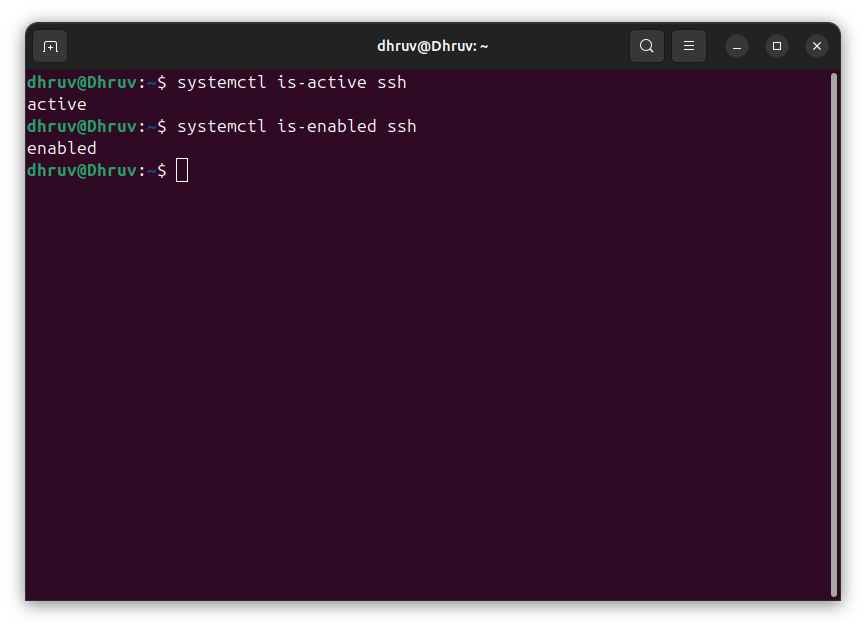 dhruv@Dhruv: ~
dhruv@Dhruv:~$ systemctl is-active ssh
active
dhruv@Dhruv:~$ systemctl is-enabled ssh
enabled
dhruv@Dhruv:~$